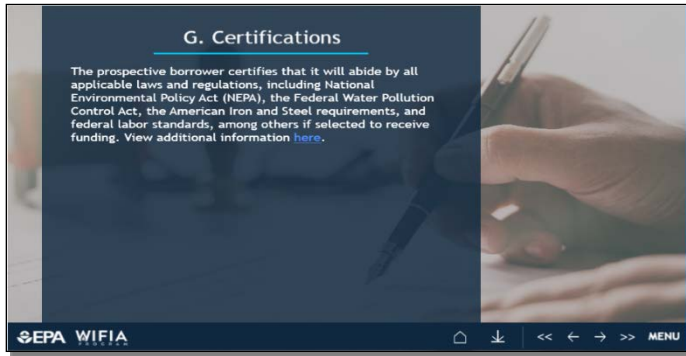 G. Certifications
The prospective borrower certifies that it will abide by all
applicable laws and regulations, including National
Environmental Policy Act (NEPA), the Federal Water Pollution
Control Act, the American Iron and Steel requirements, and
federal labor standards, among others if selected to receive
funding. View additional information here.
EPA WIFIA
PROGRAM
<< ← → >> MENU